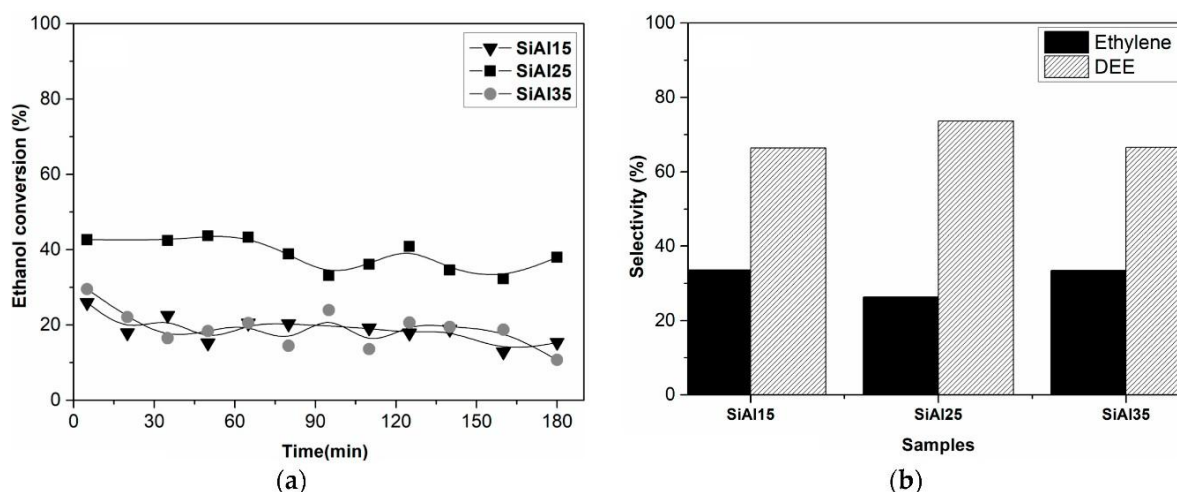 100
80
60
40
20
0
Ethanol conversion (%)
SiAl15
SiAl25
SiAl35
0 30 60 90 120 150 180
Time(min)
(a)
100
80
60
40
20
0
Selectivity (%)
Ethylene
DEE
SiAl15 SiAl25 SiAl35
Samples
(b)